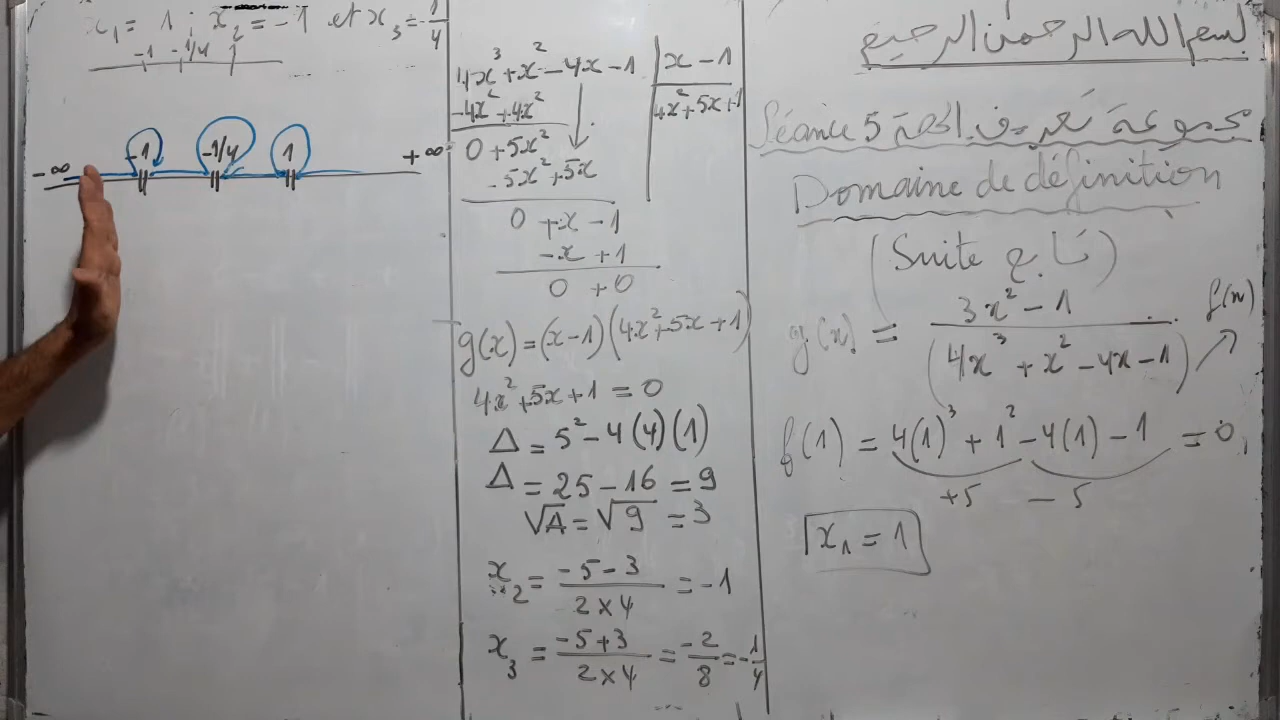 x₁ = 1 ; x₂ = -1 et x₃ = -1/4
-1 -1/4 1
-∞ -1 -1/4 1 +∞
4x³ + x² - 4x - 1 | x - 1
-4x² + 4x² | 4x² + 5x + 1
0 + 5x²
-5x² + 5x
0 + x - 1
-x + 1
0 + 0
g(x) = (x-1)(4x² + 5x + 1)
4x² + 5x + 1 = 0
Δ = 5² - 4(4)(1)
Δ = 25 - 16 = 9
√Δ = √9 = 3
x₂ = (-5-3)/(2×4) = -1
x₃ = (-5+3)/(2×4) = -2/8 = -1/4
بسم الله الرحمن الرحيم
مجموعة تعريف الحصة 5 Séance
Domaine de définition
(Suite تابع)
g(x) = (3x² - 1)/(4x³ + x² - 4x - 1) f(x)
f(1) = 4(1)³ + 1² - 4(1) - 1 = 0
+5 -5
x₁ = 1